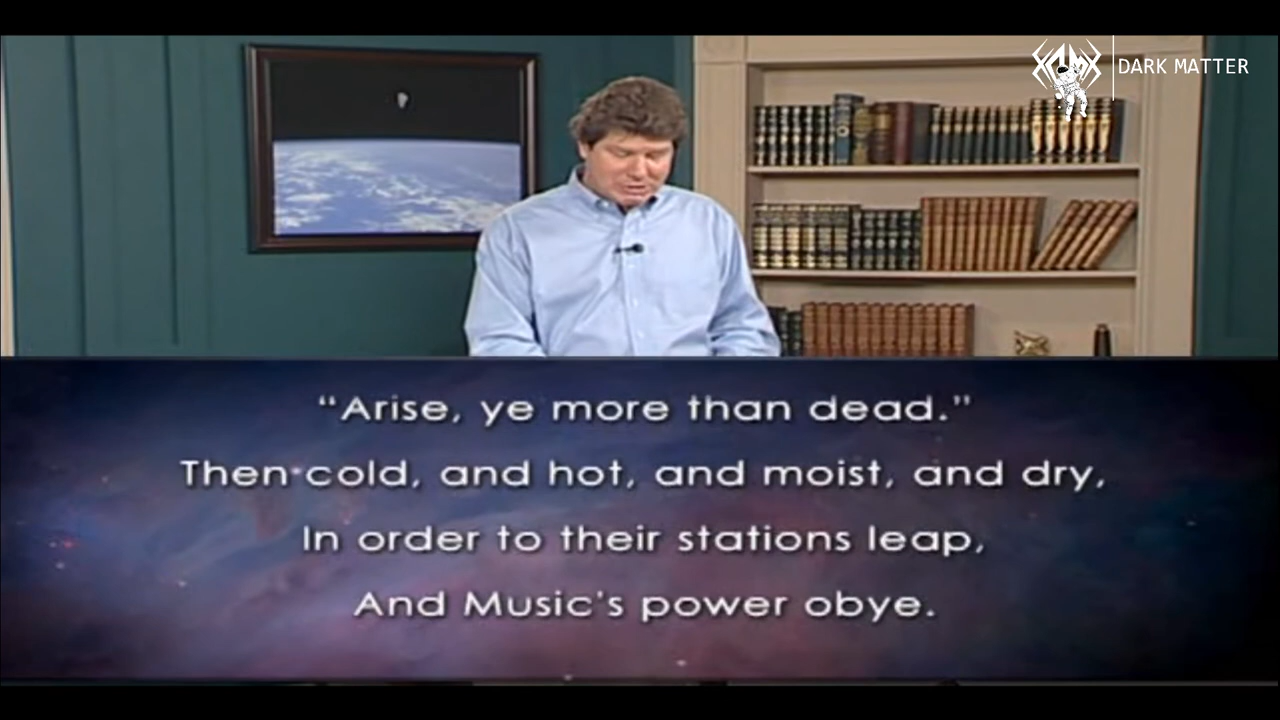 DARK MATTER
“Arise, ye more than dead.”
Then cold, and hot, and moist, and dry,
In order to their stations leap,
And Music's power obye.